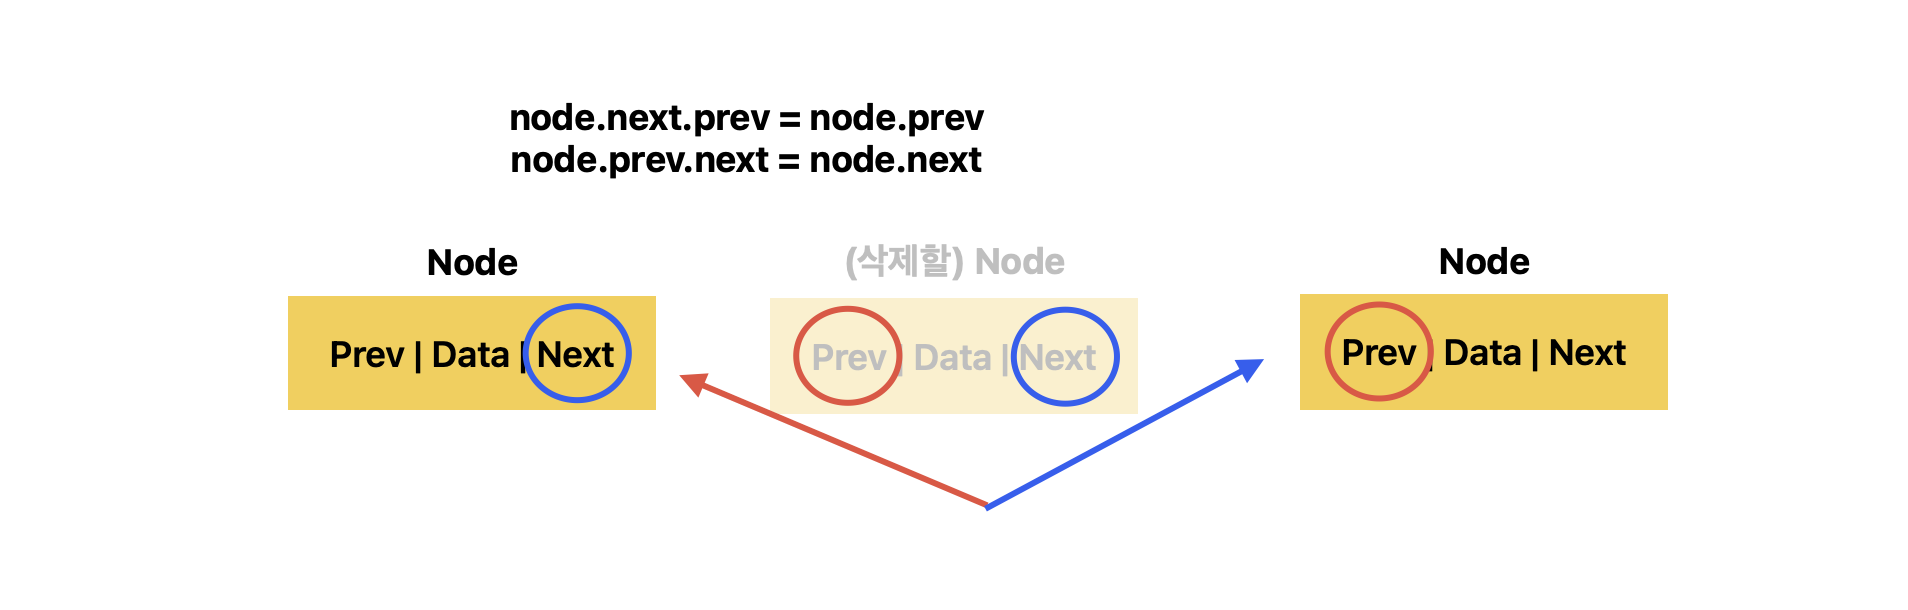 node.next.prev = node.prev
node.prev.next = node.next
Node
(삭제할) Node
Node
Prev | Data | Next
Prev | Data | Next
Prev | Data | Next